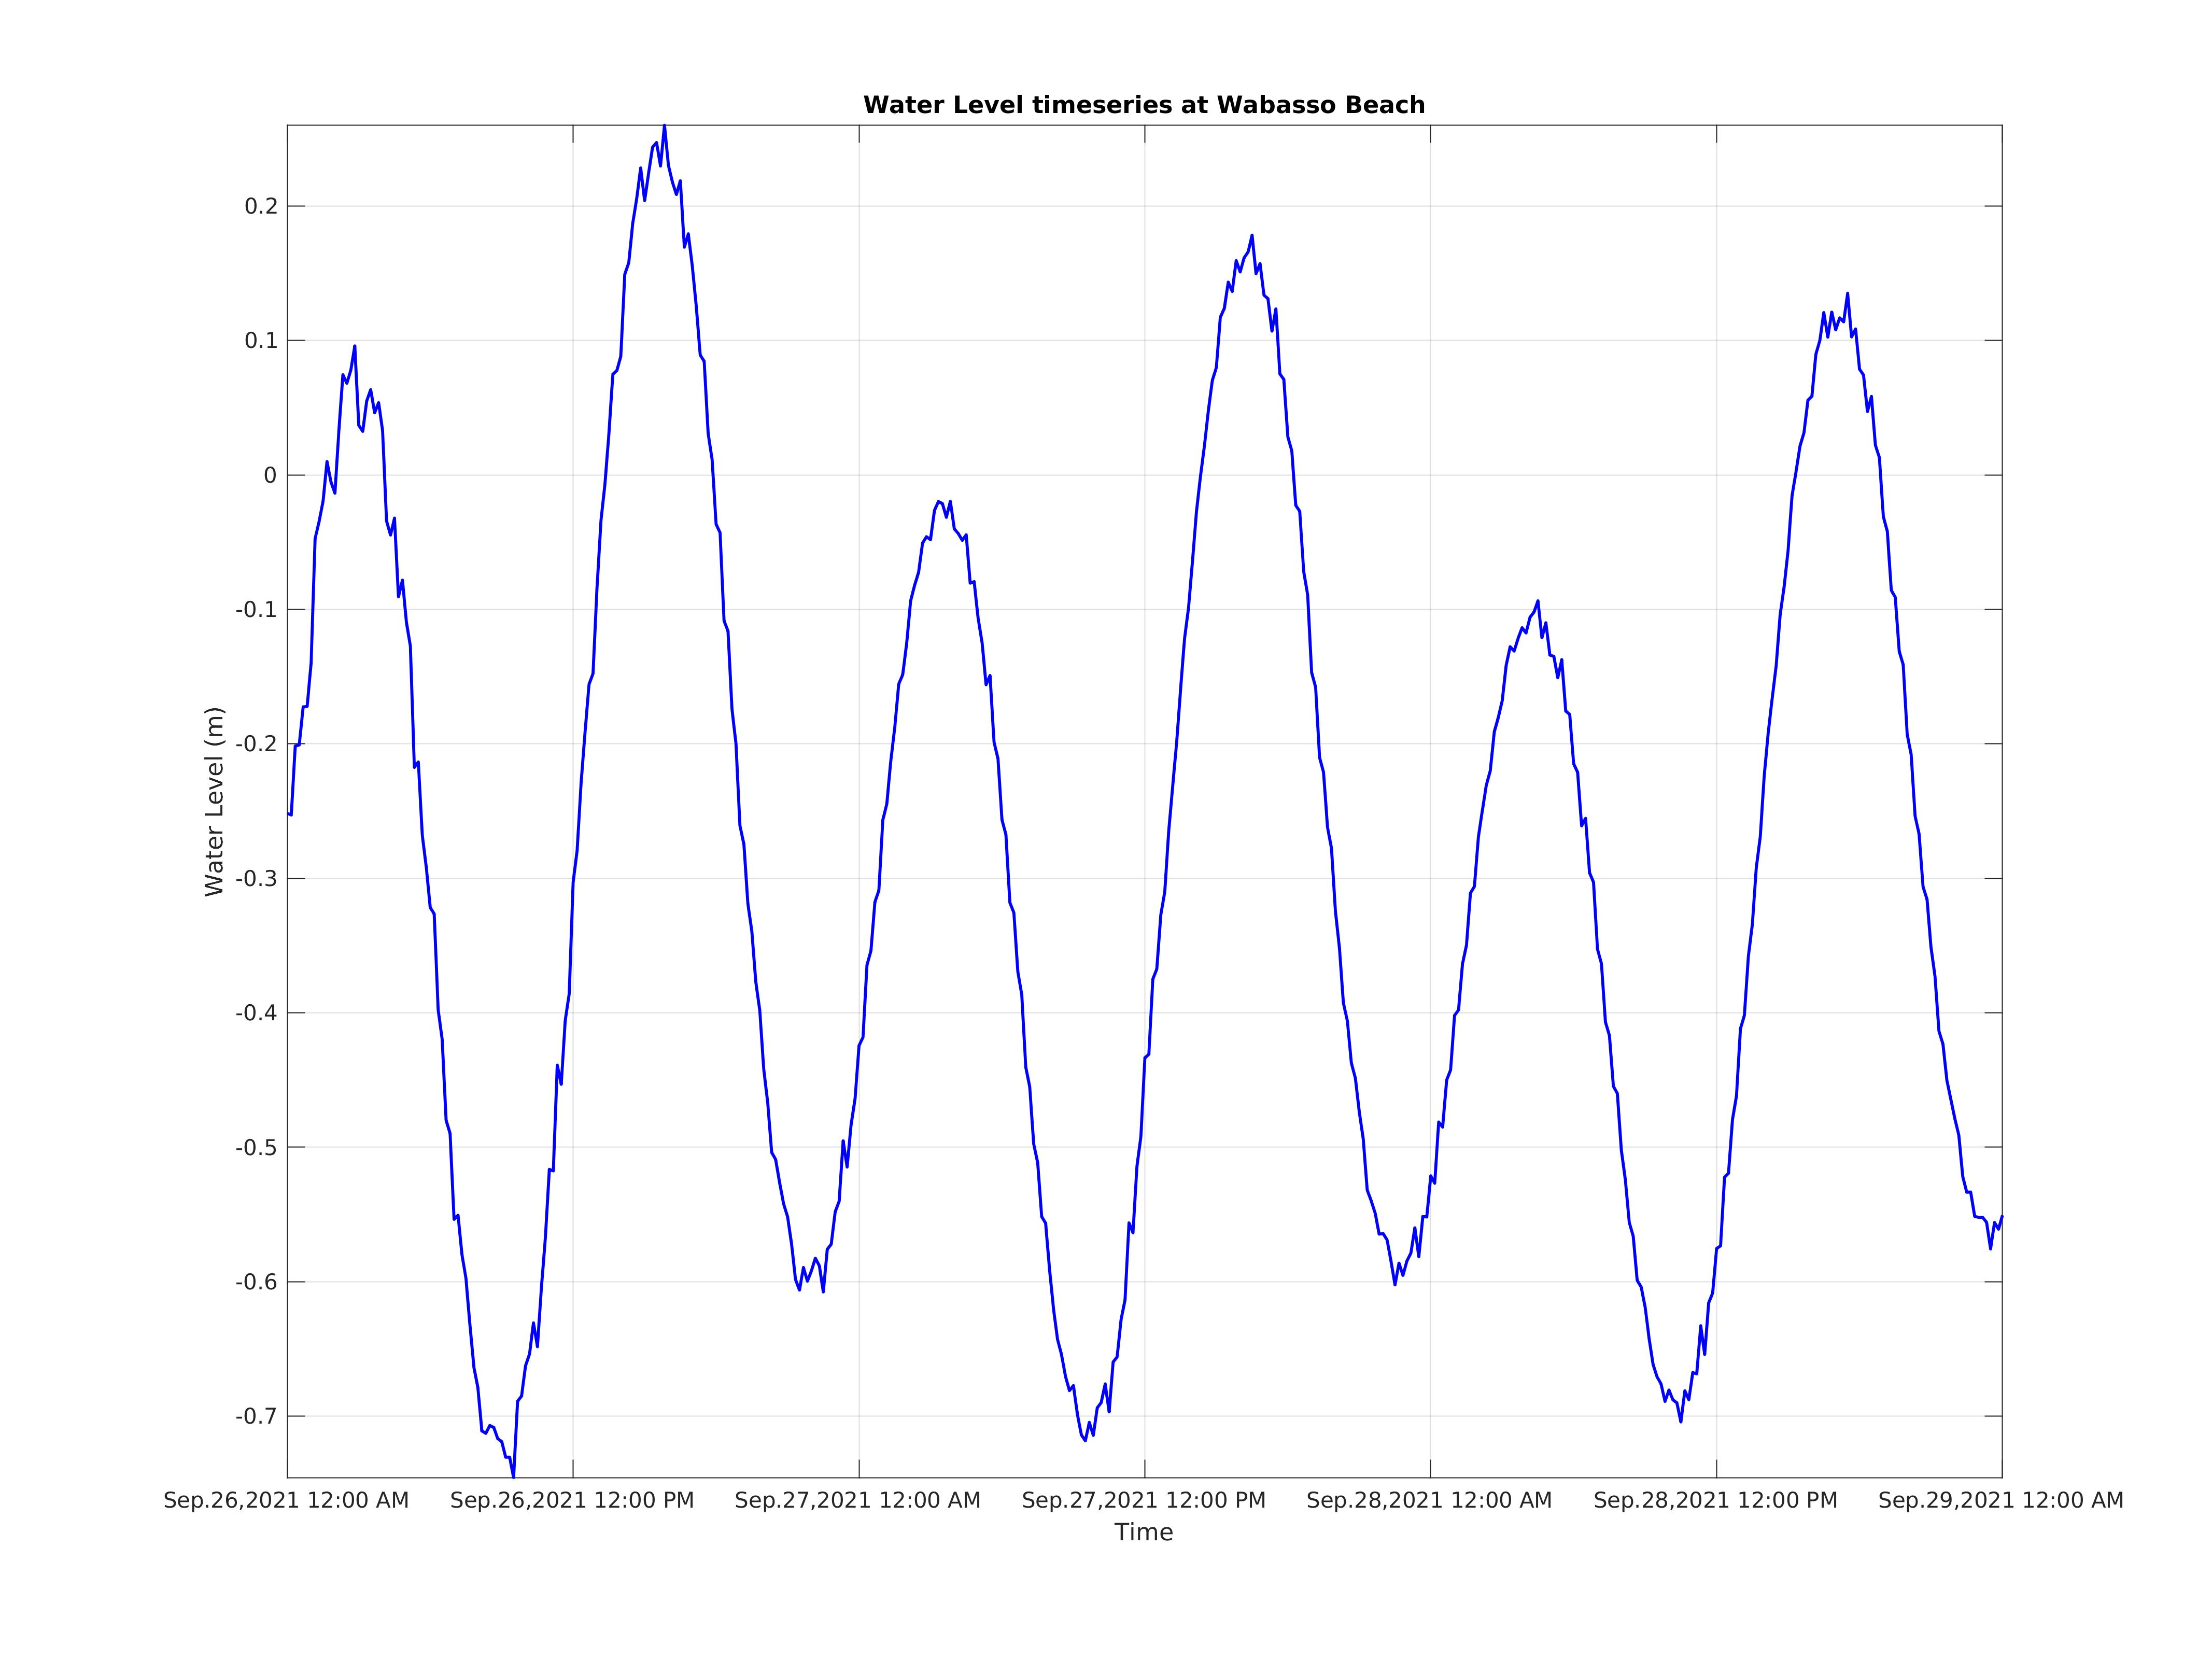 Water Level timeseries at Wabasso Beach
0.2
0.1
0
-0.1
-0.2
-0.3
-0.4
-0.5
-0.6
-0.7
Water Level (m)
Sep.26,2021 12:00 AM Sep.26,2021 12:00 PM Sep.27,2021 12:00 AM Sep.27,2021 12:00 PM Sep.28,2021 12:00 AM Sep.28,2021 12:00 PM Sep.29,2021 12:00 AM
Time